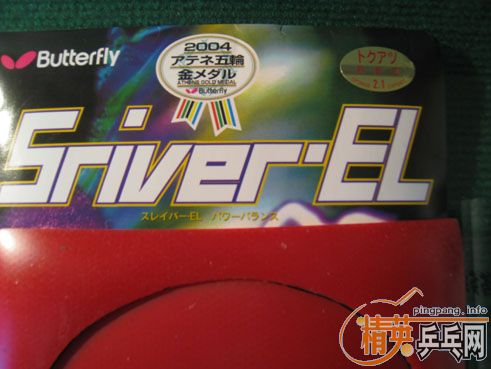 Butterfly
2004
アテネ五輪
金メダル
ATHENS GOLD MEDAL
Butterfly
トクアツ
2.1
Sriver·EL
スレイバー・EL パワーバランス
pingpang.info
精英乒乓网